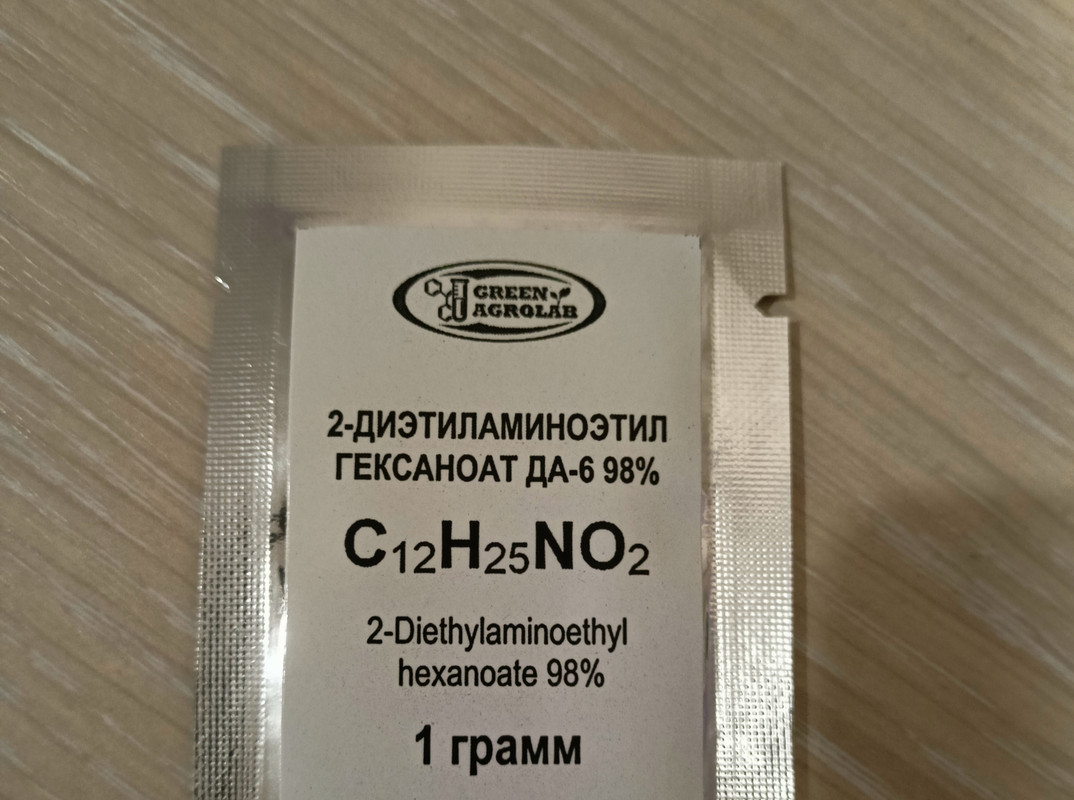 GREEN
AGROLAB
2-ДИЭТИЛАМИНОЭТИЛ
ГЕКСАНОАТ ДА-6 98%
C₁₂H₂₅NO₂
2-Diethylaminoethyl
hexanoate 98%
1 грамм